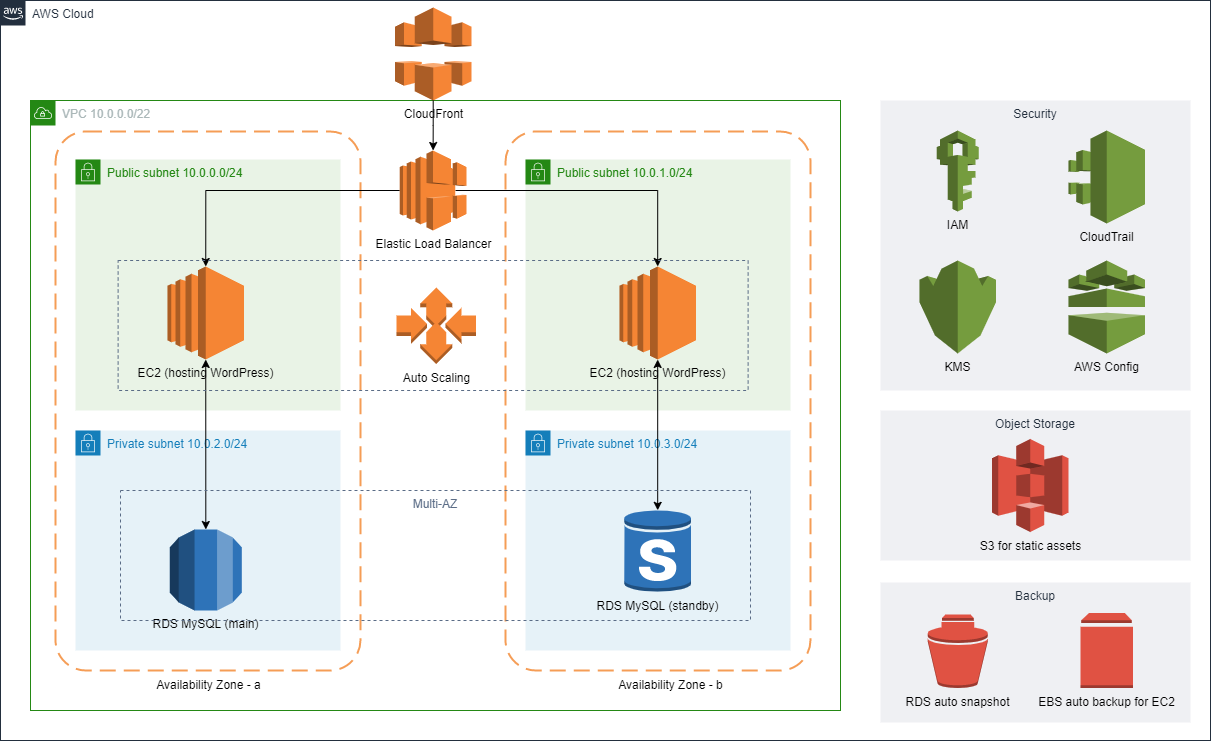 aws
AWS Cloud
CloudFront
VPC 10.0.0.0/22
Public subnet 10.0.0.0/24
Public subnet 10.0.1.0/24
Elastic Load Balancer
EC2 (hosting WordPress)
Auto Scaling
EC2 (hosting WordPress)
Private subnet 10.0.2.0/24
Private subnet 10.0.3.0/24
Multi-AZ
S
RDS MySQL (main)
RDS MySQL (standby)
Availability Zone - a
Availability Zone - b
Security
IAM
CloudTrail
KMS
AWS Config
Object Storage
S3 for static assets
Backup
RDS auto snapshot
EBS auto backup for EC2